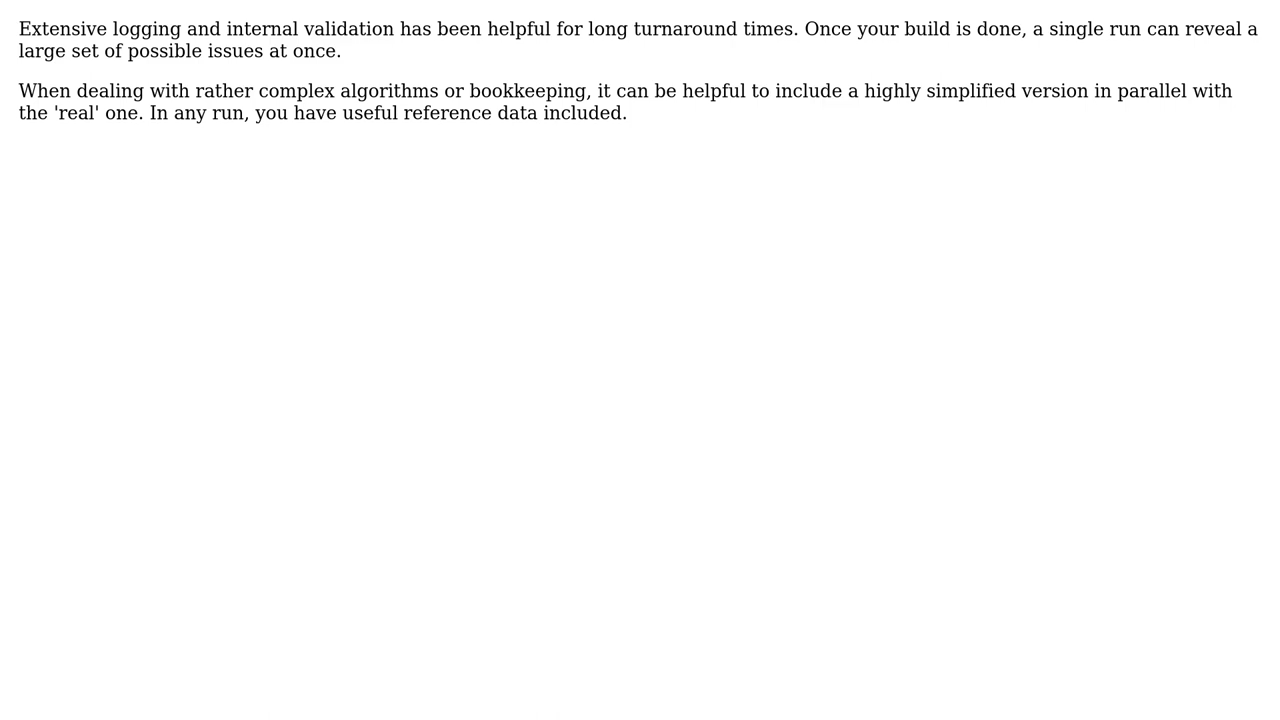 Extensive logging and internal validation has been helpful for long turnaround times. Once your build is done, a single run can reveal a
large set of possible issues at once.
When dealing with rather complex algorithms or bookkeeping, it can be helpful to include a highly simplified version in parallel with
the 'real' one. In any run, you have useful reference data included.